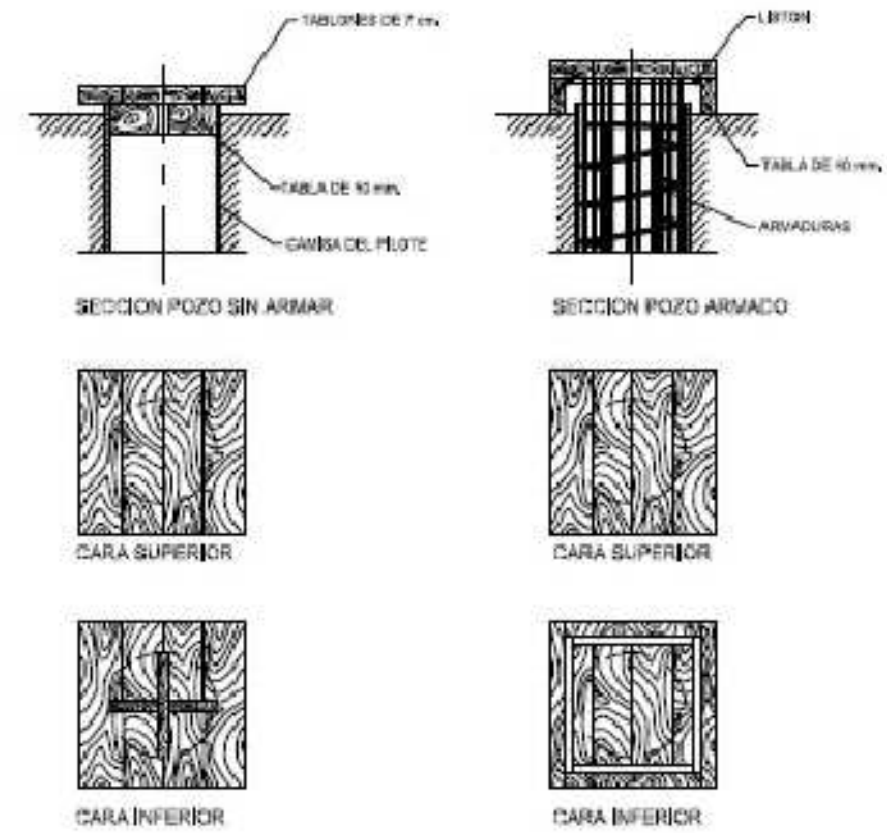 TABLONES DE 7 cm.
TABLA DE 10 mm.
CAMISA DEL PILOTE
SECCION POZO SIN ARMAR
LISTON
TABLA DE 10 mm.
ARMADURAS
SECCION POZO ARMADO
CARA SUPERIOR
CARA SUPERIOR
CARA INFERIOR
CARA INFERIOR